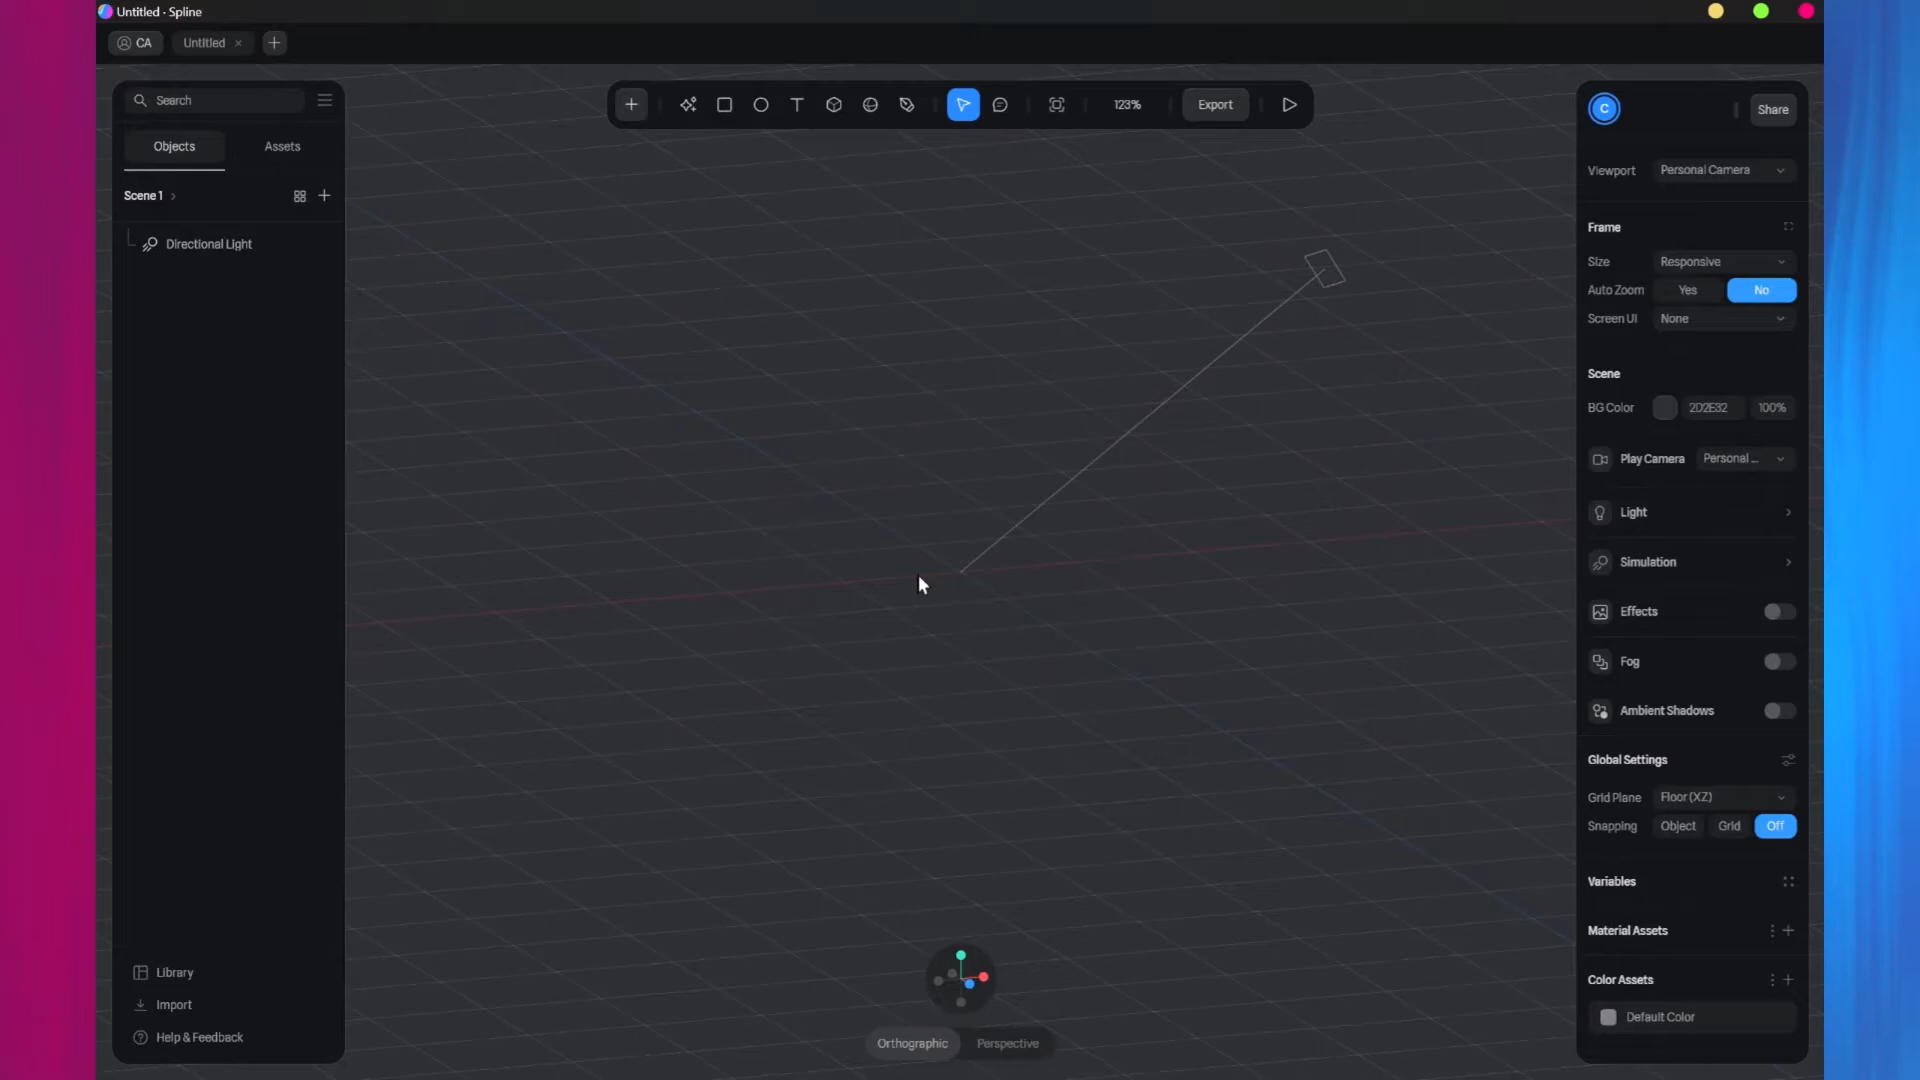 Untitled - Spline
CA
Untitled
Search
123%
Export
Objects
Assets
Scene 1
Directional Light
Library
Import
Help & Feedback
Orthographic
Perspective
C
Share
Viewport
Personal Camera
Frame
Size
Responsive
Auto Zoom
Yes
No
Screen UI
None
Scene
BG Color
2D2E32
100%
Play Camera
Personal ...
Light
Simulation
Effects
Fog
Ambient Shadows
Global Settings
Grid Plane
Floor (XZ)
Snapping
Object
Grid
Off
Variables
Material Assets
Color Assets
Default Color